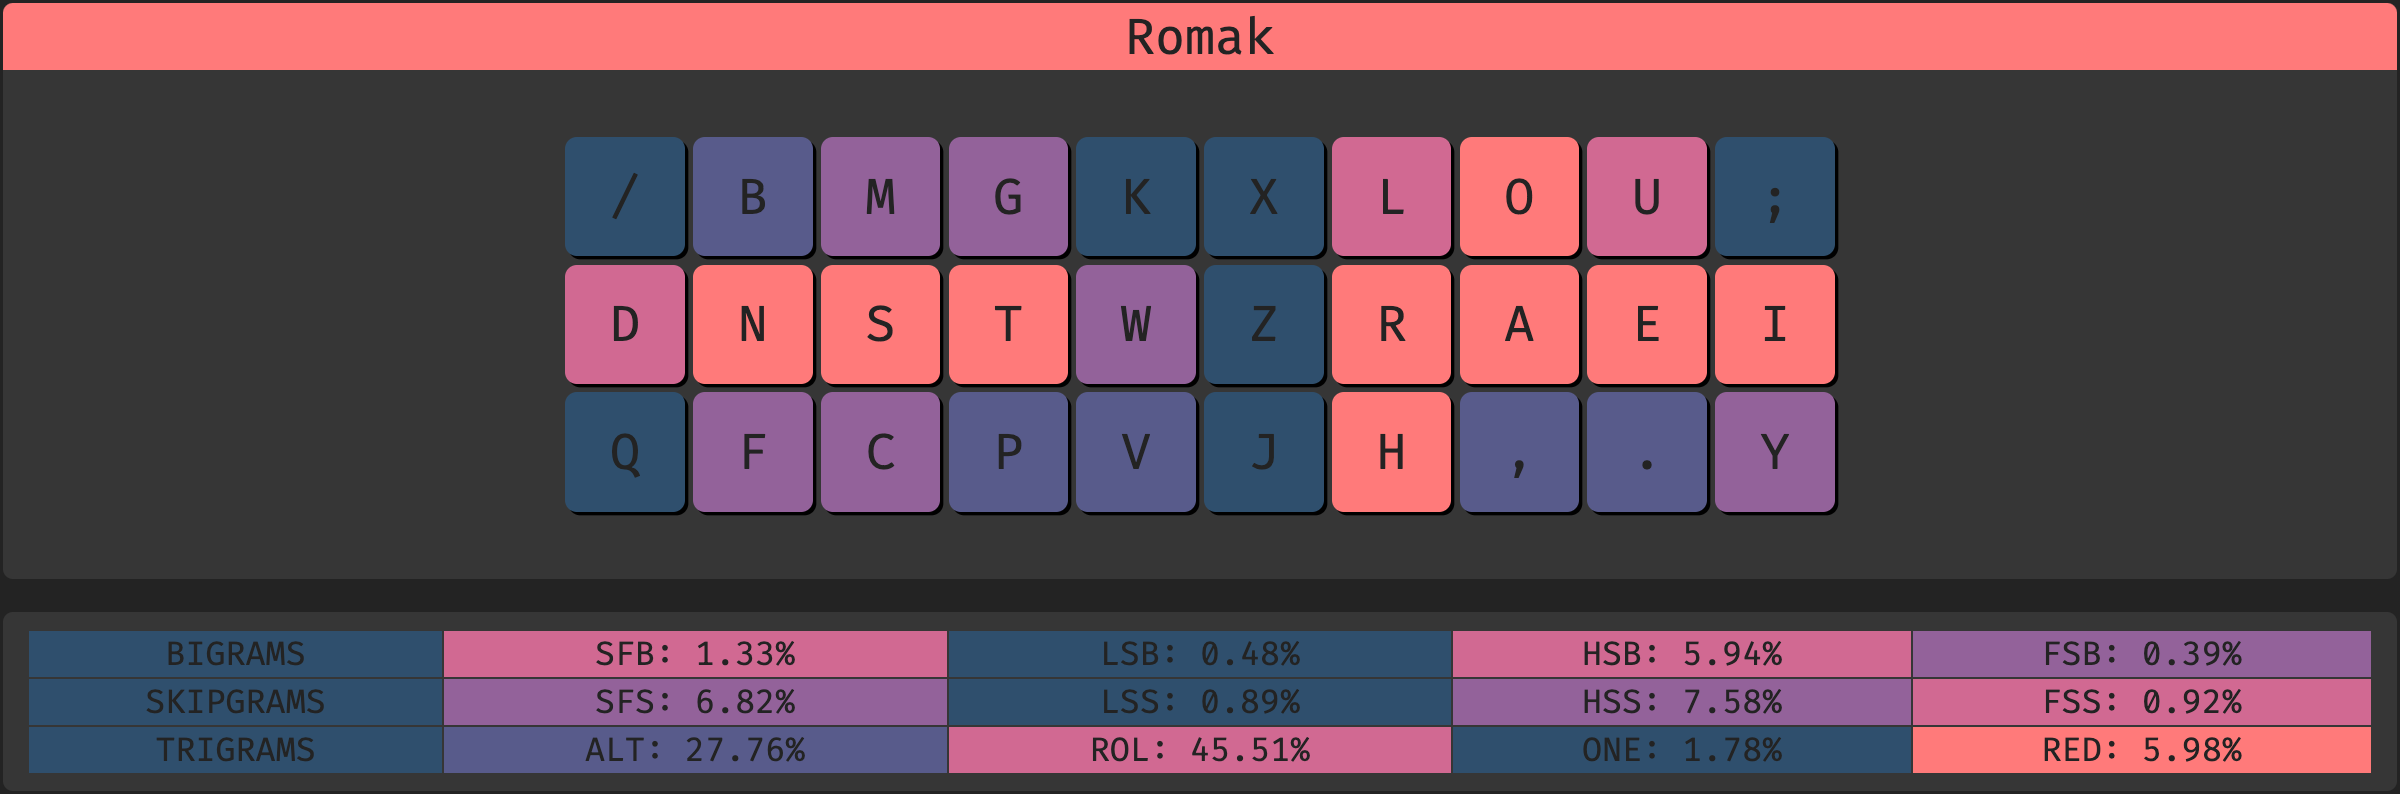 Romak
/ B M G K X L O U ;
D N S T W Z R A E I
Q F C P V J H , . Y
BIGRAMS SFB: 1.33% LSB: 0.48% HSB: 5.94% FSB: 0.39%
SKIPGRAMS SFS: 6.82% LSS: 0.89% HSS: 7.58% FSS: 0.92%
TRIGRAMS ALT: 27.76% ROL: 45.51% ONE: 1.78% RED: 5.98%